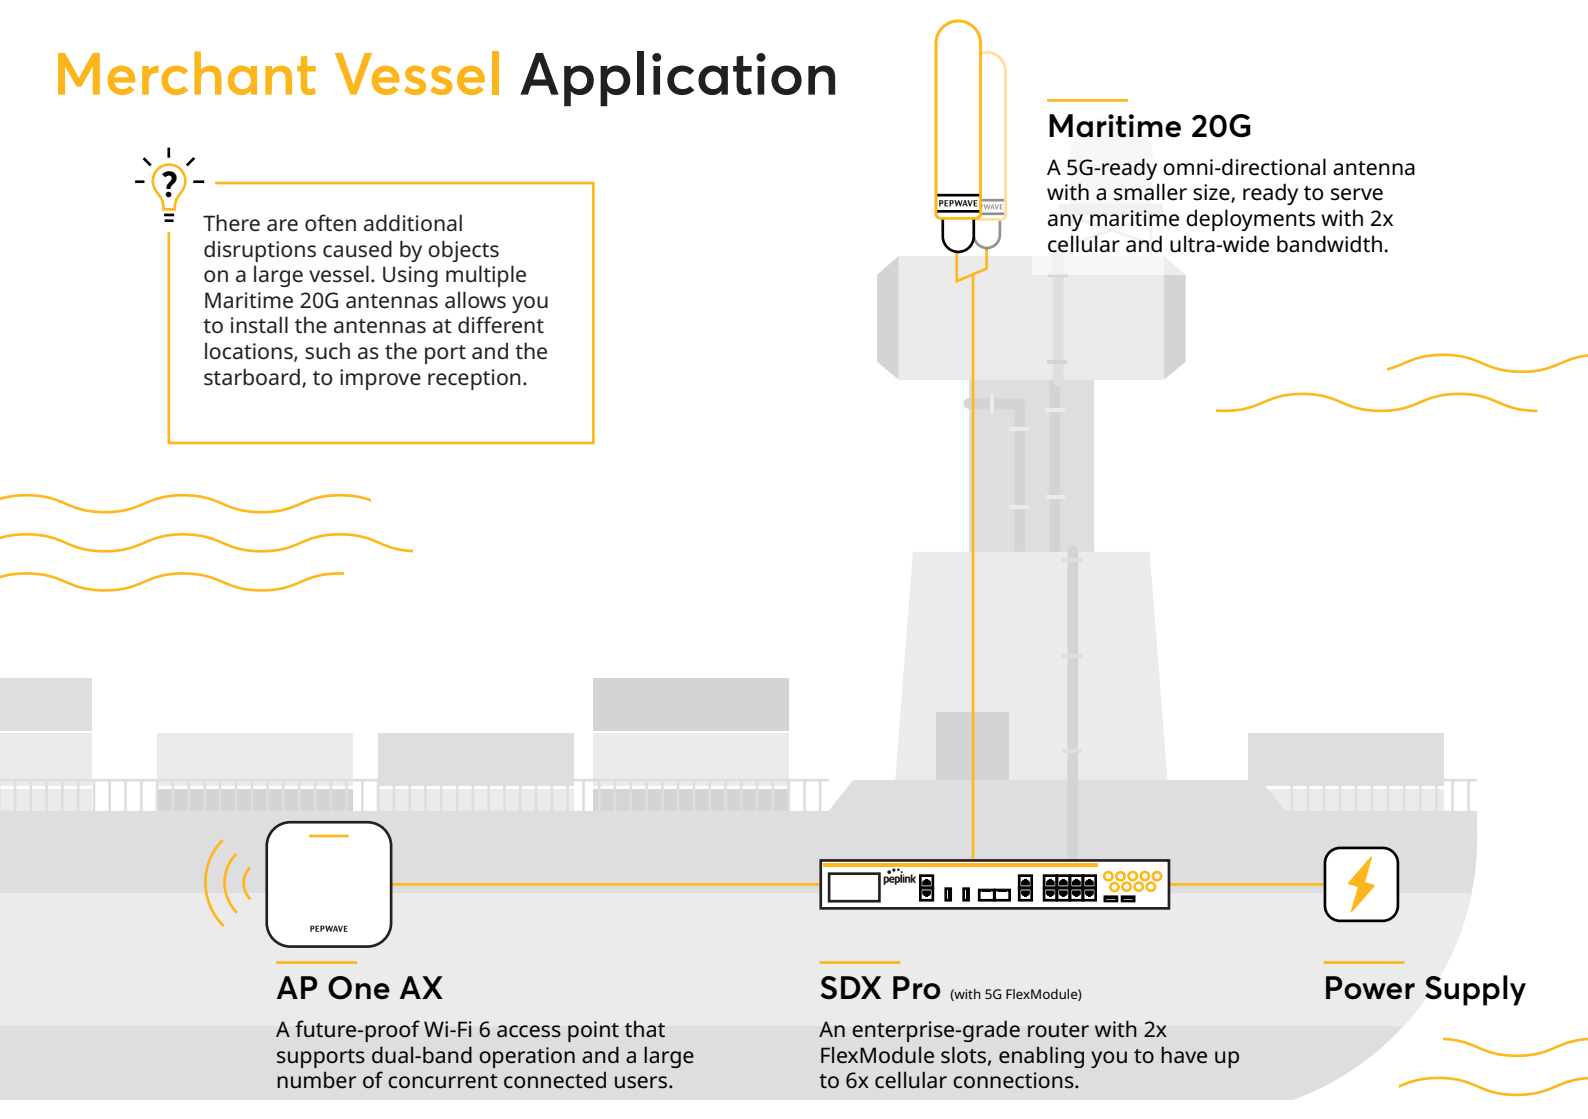 Merchant Vessel Application
?
There are often additional
disruptions caused by objects
on a large vessel. Using multiple
Maritime 20G antennas allows you
to install the antennas at different
locations, such as the port and the
starboard, to improve reception.
PEPWAVE
PWAVE
Maritime 20G
A 5G-ready omni-directional antenna
with a smaller size, ready to serve
any maritime deployments with 2x
cellular and ultra-wide bandwidth.
peplink
PEPWAVE
AP One AX
A future-proof Wi-Fi 6 access point that
supports dual-band operation and a large
number of concurrent connected users.
SDX Pro (with 5G FlexModule)
An enterprise-grade router with 2x
FlexModule slots, enabling you to have up
to 6x cellular connections.
Power Supply